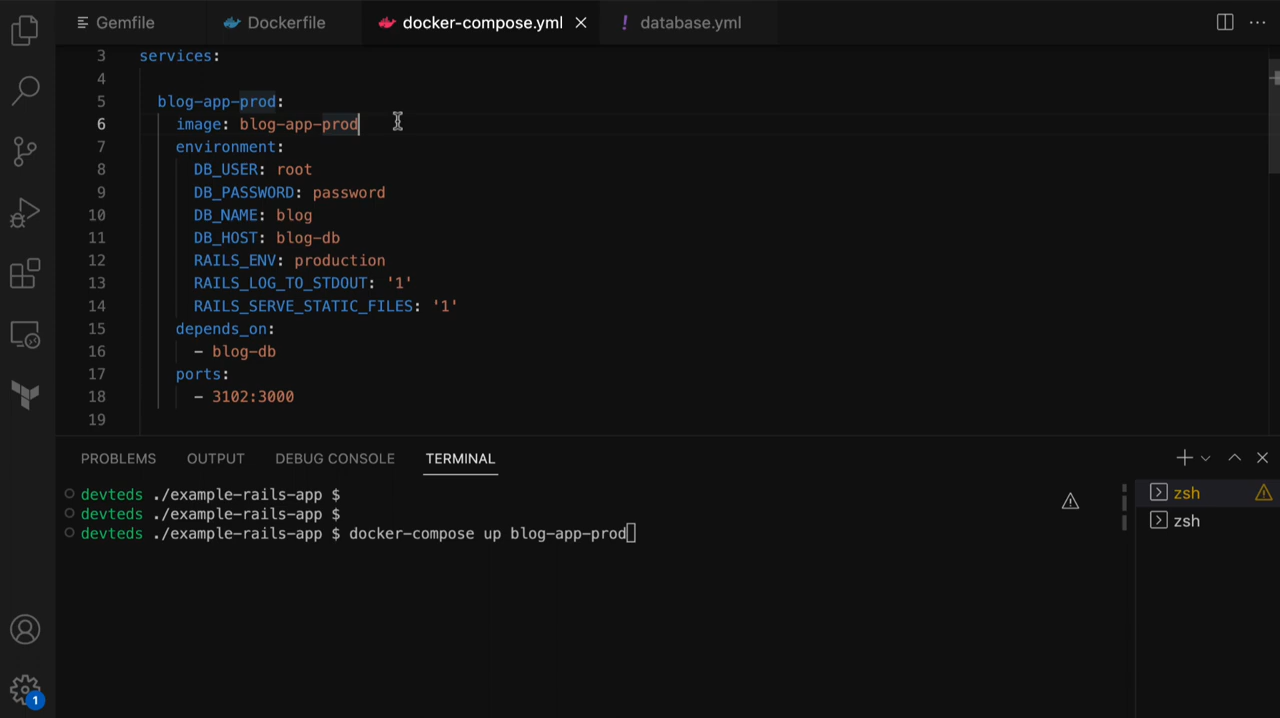 Gemfile
Dockerfile
docker-compose.yml
! database.yml
3 services:
4
5 blog-app-prod:
6 image: blog-app-prod
7 environment:
8 DB_USER: root
9 DB_PASSWORD: password
10 DB_NAME: blog
11 DB_HOST: blog-db
12 RAILS_ENV: production
13 RAILS_LOG_TO_STDOUT: '1'
14 RAILS_SERVE_STATIC_FILES: '1'
15 depends_on:
16 - blog-db
17 ports:
18 - 3102:3000
19
PROBLEMS OUTPUT DEBUG CONSOLE TERMINAL
devteds ./example-rails-app $
devteds ./example-rails-app $
devteds ./example-rails-app $ docker-compose up blog-app-prod
zsh
zsh
1